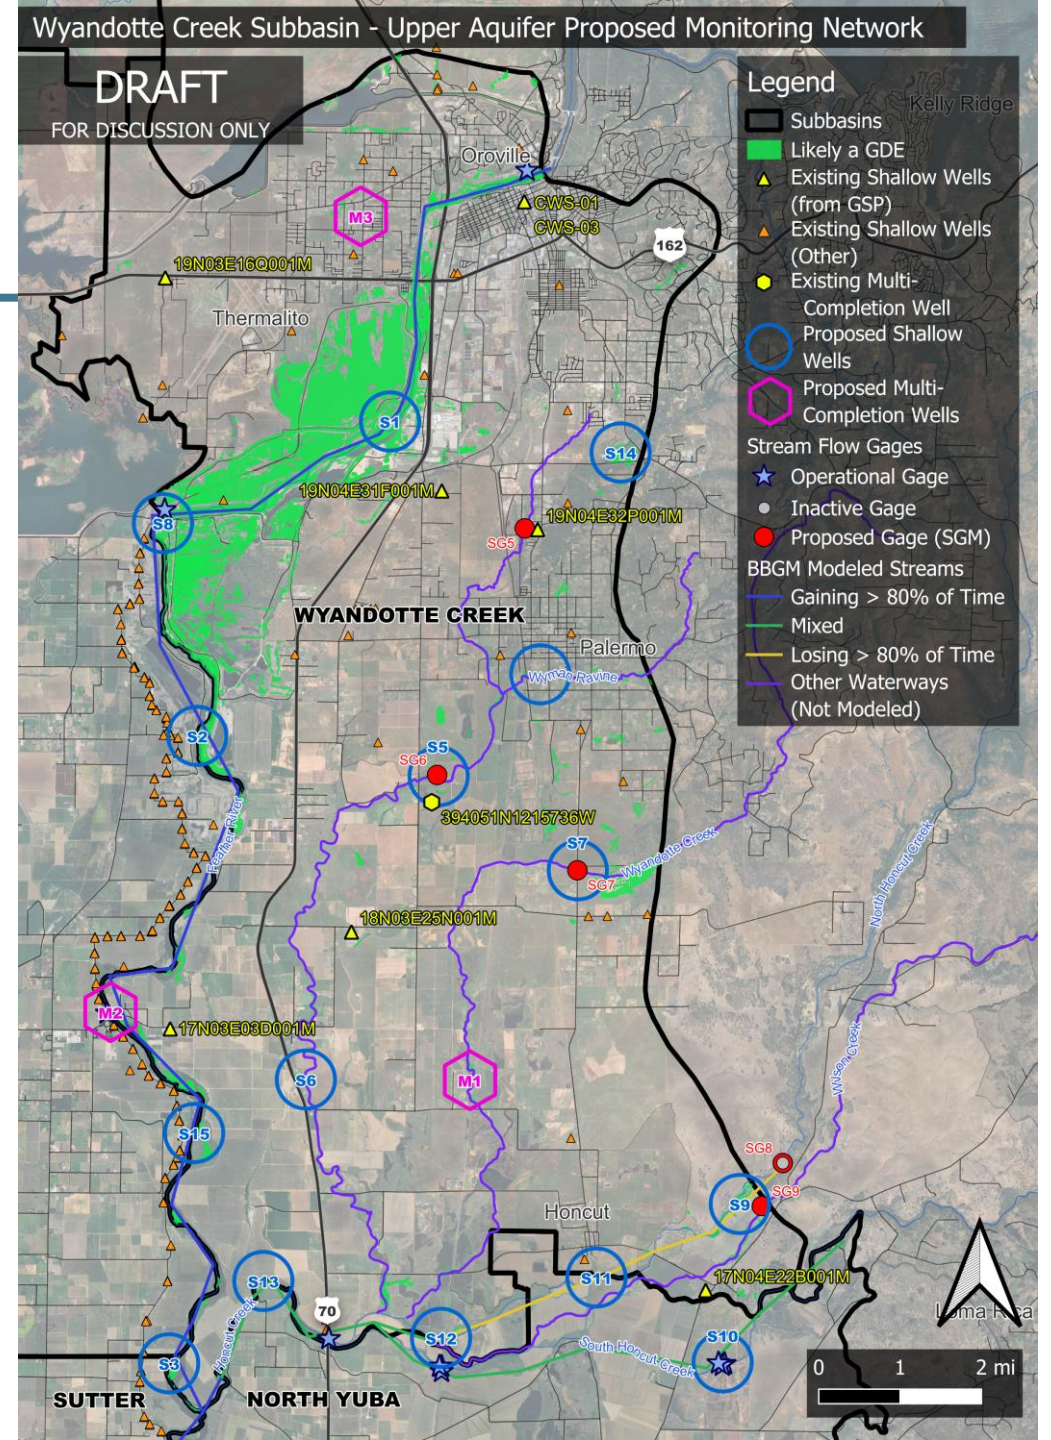 Wyandotte Creek Subbasin - Upper Aquifer Proposed Monitoring Network
DRAFT
FOR DISCUSSION ONLY
Legend
Subbasins
Likely a GDE
Existing Shallow Wells
(from GSP)
Existing Shallow Wells
(Other)
Existing Multi-
Completion Well
Proposed Shallow
Wells
Proposed Multi-
Completion Wells
Stream Flow Gages
Operational Gage
Inactive Gage
Proposed Gage (SGM)
BBGM Modeled Streams
Gaining > 80% of Time
Mixed
Losing > 80% of Time
Other Waterways
(Not Modeled)
Kelly Ridge
Oroville
CWS-01
CWS-03
M3
162
19N03E16Q001M
Thermalito
S1
S14
19N04E31F001M
S8
19N04E32P001M
SG5
WYANDOTTE CREEK
Palermo
Wyman Ravine
S2
S5
SG6
394051N1215736W
Feather River
S7
SG7
Wyandotte Creek
North Honcut Creek
18N03E25N001M
M2
17N03E03D001M
S6
M1
Wilson Creek
S15
SG8
SG9
S9
Honcut
S13
S11
17N04E22B001M
70
Honcut Creek
S12
S10
South Honcut Creek
Loma Rica
S3
SUTTER
NORTH YUBA
0 1 2 mi